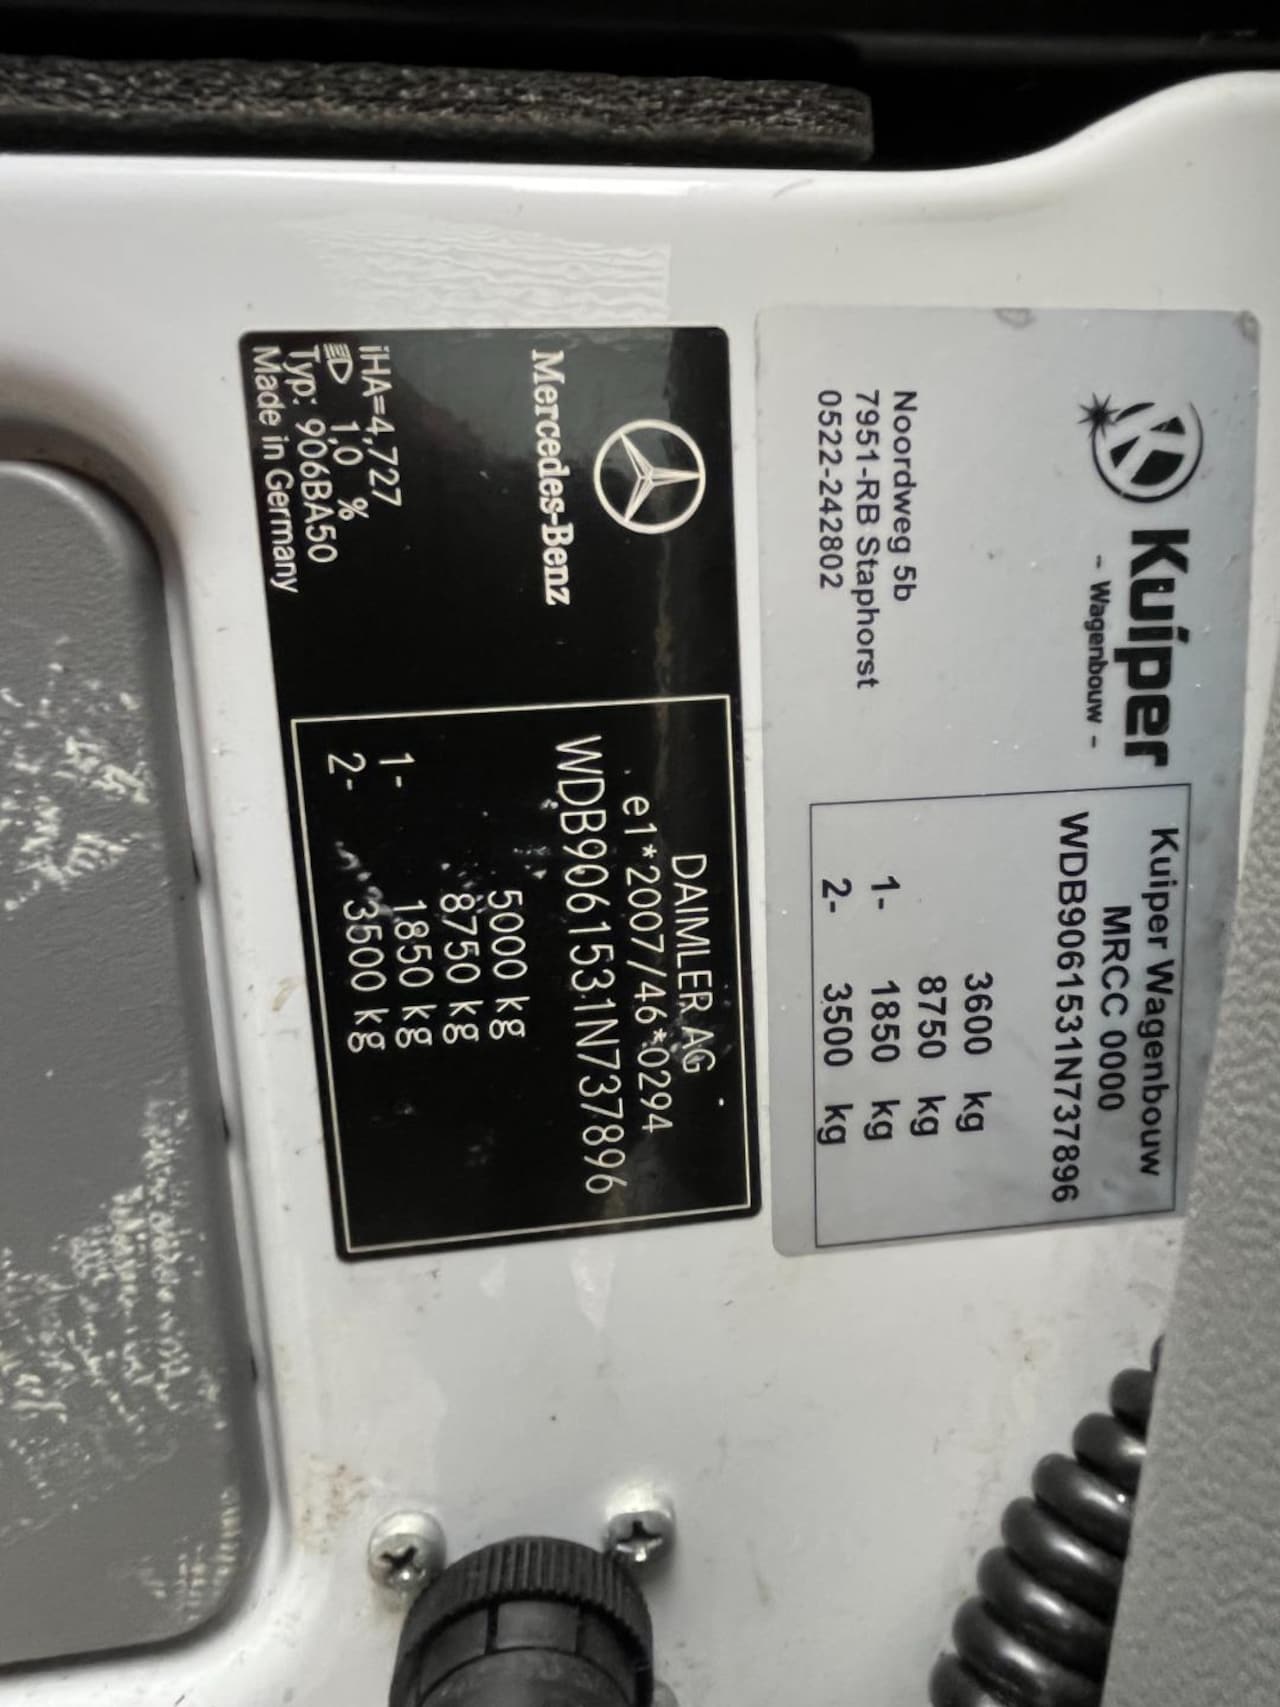 Kuiper
- Wagenbouw -
Noordweg 5b
7951-RB Staphorst
0522-242802
Kuiper Wagenbouw
MRCC 0000
WDB9061531N737896
3600 kg
8750 kg
1- 1850 kg
2- 3500 kg
Mercedes-Benz
iHA=4,727
1,0 %
Typ: 906BA50
Made in Germany
DAIMLER AG
e1*2007/46*0294
WDB9061531N737896
5000 kg
8750 kg
1- 1850 kg
2- 3500 kg